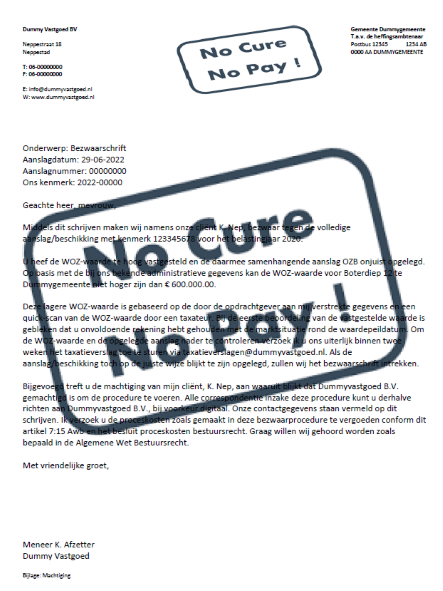 Dummy Vastgoed BV
Neppestraat 18
Neppestad
T: 06-00000000
F: 06-0000000
E: info@dummyvastgoed.nl
W: www.dummyvastgoed.nl
No Cure
No Pay !
Gemeente Dummygemeente
T.a.v. de heffingsambtenaar
Postbus 12345 1234 AB
0000 AA DUMMYGEMEENTE
Onderwerp: Bezwaarschrift
Aanslagdatum: 29-06-2022
Aanslagnummer: 00000000
Ons kenmerk: 2022-00000
Geachte heer, mevrouw,
Middels dit schrijven maken wij namens onze client K. Nep, bezwaar tegen de volledige
aanslag/beschikking met kenmerk 123345678 voor het belastingjaar 2020.
U heef de WOZ-waarde te hoog vastgesteld en de daarmee samenhangende aanslag OZB onjuist opgelegd.
Op basis met de bij ons bekende administratieve gegevens kan de WOZ-waarde voor Boterdiep 12 te
Dummygemeente niet hoger zijn dan € 600.000.00.
Deze lagere WOZ-waarde is gebaseerd op de door de opdrachtgever aan mij verstrekte gegevens en een
quick-scan van de WOZ-waarde door een taxateur. Bij de eerste beoordeling van de vastgestelde waarde is
gebleken dat u onvoldoende rekening hebt gehouden met de marktsituatie rond de waardepeildatum. Om
de WOZ-waarde en de opgelegde aanslag nader te controleren verzoek ik u ons uiterlijk binnen twee
weken het taxatieverslag toe te sturen via taxatieverslagen@dummyvastgoed.nl. Als de
aanslag/beschikking toch op de juiste wijze blijkt te zijn opgelegd, zullen wij het bezwaarschrift intrekken.
Bijgevoegd treft u de machtiging van mijn cliënt, K. Nep, aan waaruit blijkt dat Dummyvastgoed B.V.
gemachtigd is om de procedure te voeren. Alle correspondentie inzake deze procedure kunt u derhalve
richten aan Dummyvastgoed B.V., bij voorkeur digitaal. Onze contactgegevens staan vermeld op dit
schrijven. Ik verzoek u de proceskosten zoals gemaakt in deze bezwaarprocedure te vergoeden conform dit
artikel 7:15 Awb en het besluit proceskosten bestuursrecht. Graag willen wij gehoord worden zoals
bepaald in de Algemene Wet Bestuursrecht.
No Cure
No Pay !
Met vriendelijke groet,
Meneer K. Afzetter
Dummy Vastgoed
Bijlage: Machtiging